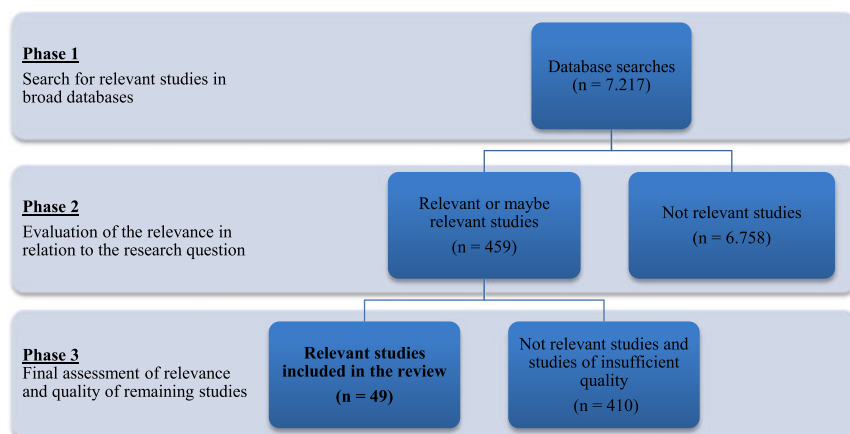 Phase 1
Search for relevant studies in
broad databases
Database searches
(n = 7.217)
Phase 2
Evaluation of the relevance in
relation to the research question
Relevant or maybe
relevant studies
(n = 459)
Not relevant studies
(n = 6.758)
Phase 3
Final assessment of relevance
and quality of remaining studies
Relevant studies
included in the review
(n = 49)
Not relevant studies and
studies of insufficient
quality
(n = 410)